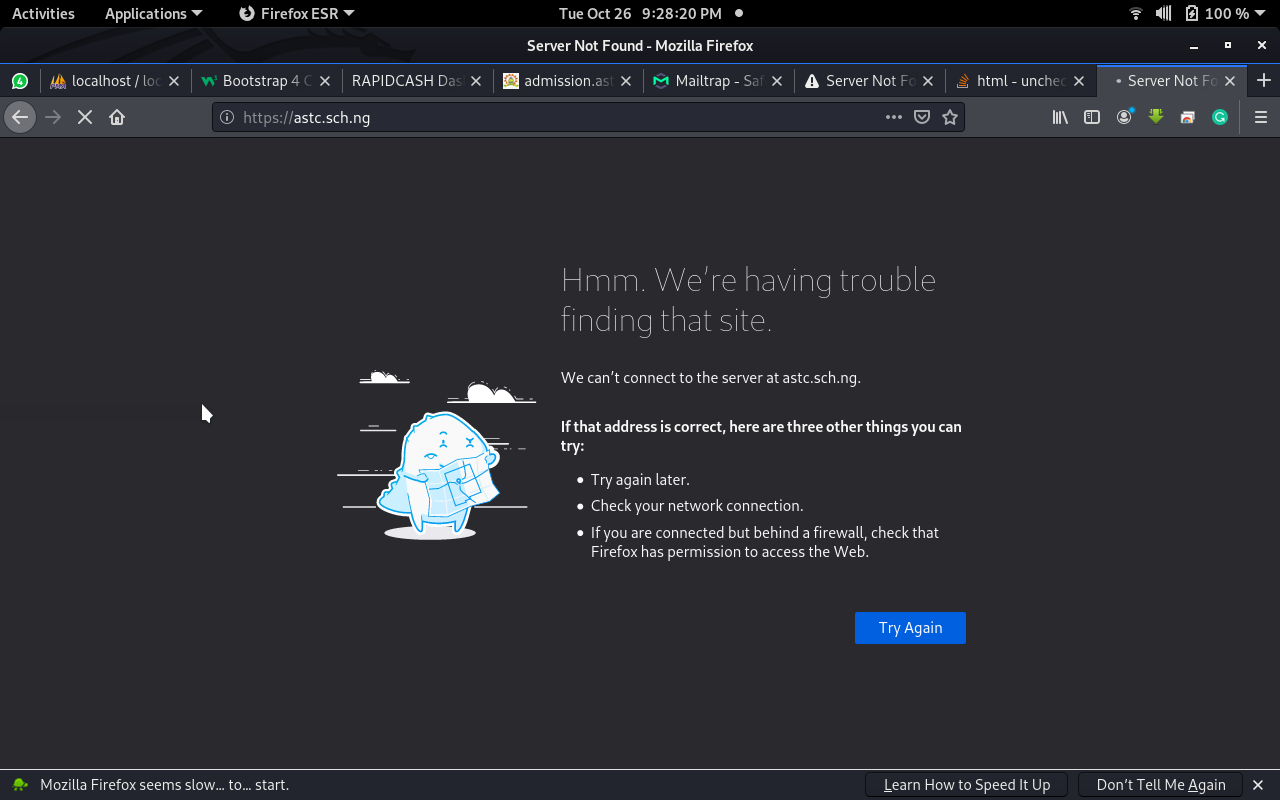 Activities Applications Firefox ESR Tue Oct 26 9:28:20 PM 100 %
Server Not Found - Mozilla Firefox
4 localhost / loc Bootstrap 4 C RAPIDCASH Das admission.ast Mailtrap - Saf Server Not Fo html - unchec Server Not Fo
https://astc.sch.ng
Hmm. We’re having trouble
finding that site.
We can’t connect to the server at astc.sch.ng.
If that address is correct, here are three other things you can
try:
Try again later.
Check your network connection.
If you are connected but behind a firewall, check that
Firefox has permission to access the Web.
Try Again
Mozilla Firefox seems slow… to… start. Learn How to Speed It Up Don’t Tell Me Again